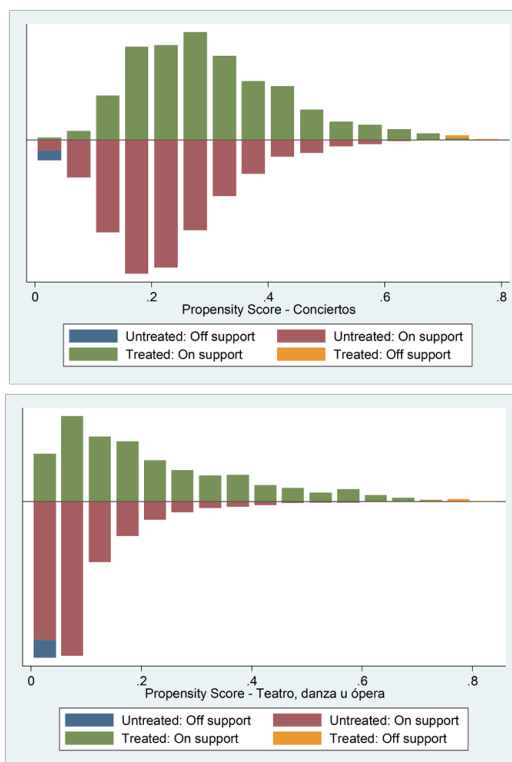 0 .2 .4 .6 .8
Propensity Score - Conciertos
Untreated: Off support Untreated: On support
Treated: On support Treated: Off support
0 .2 .4 .6 .8
Propensity Score - Teatro, danza u ópera
Untreated: Off support Untreated: On support
Treated: On support Treated: Off support